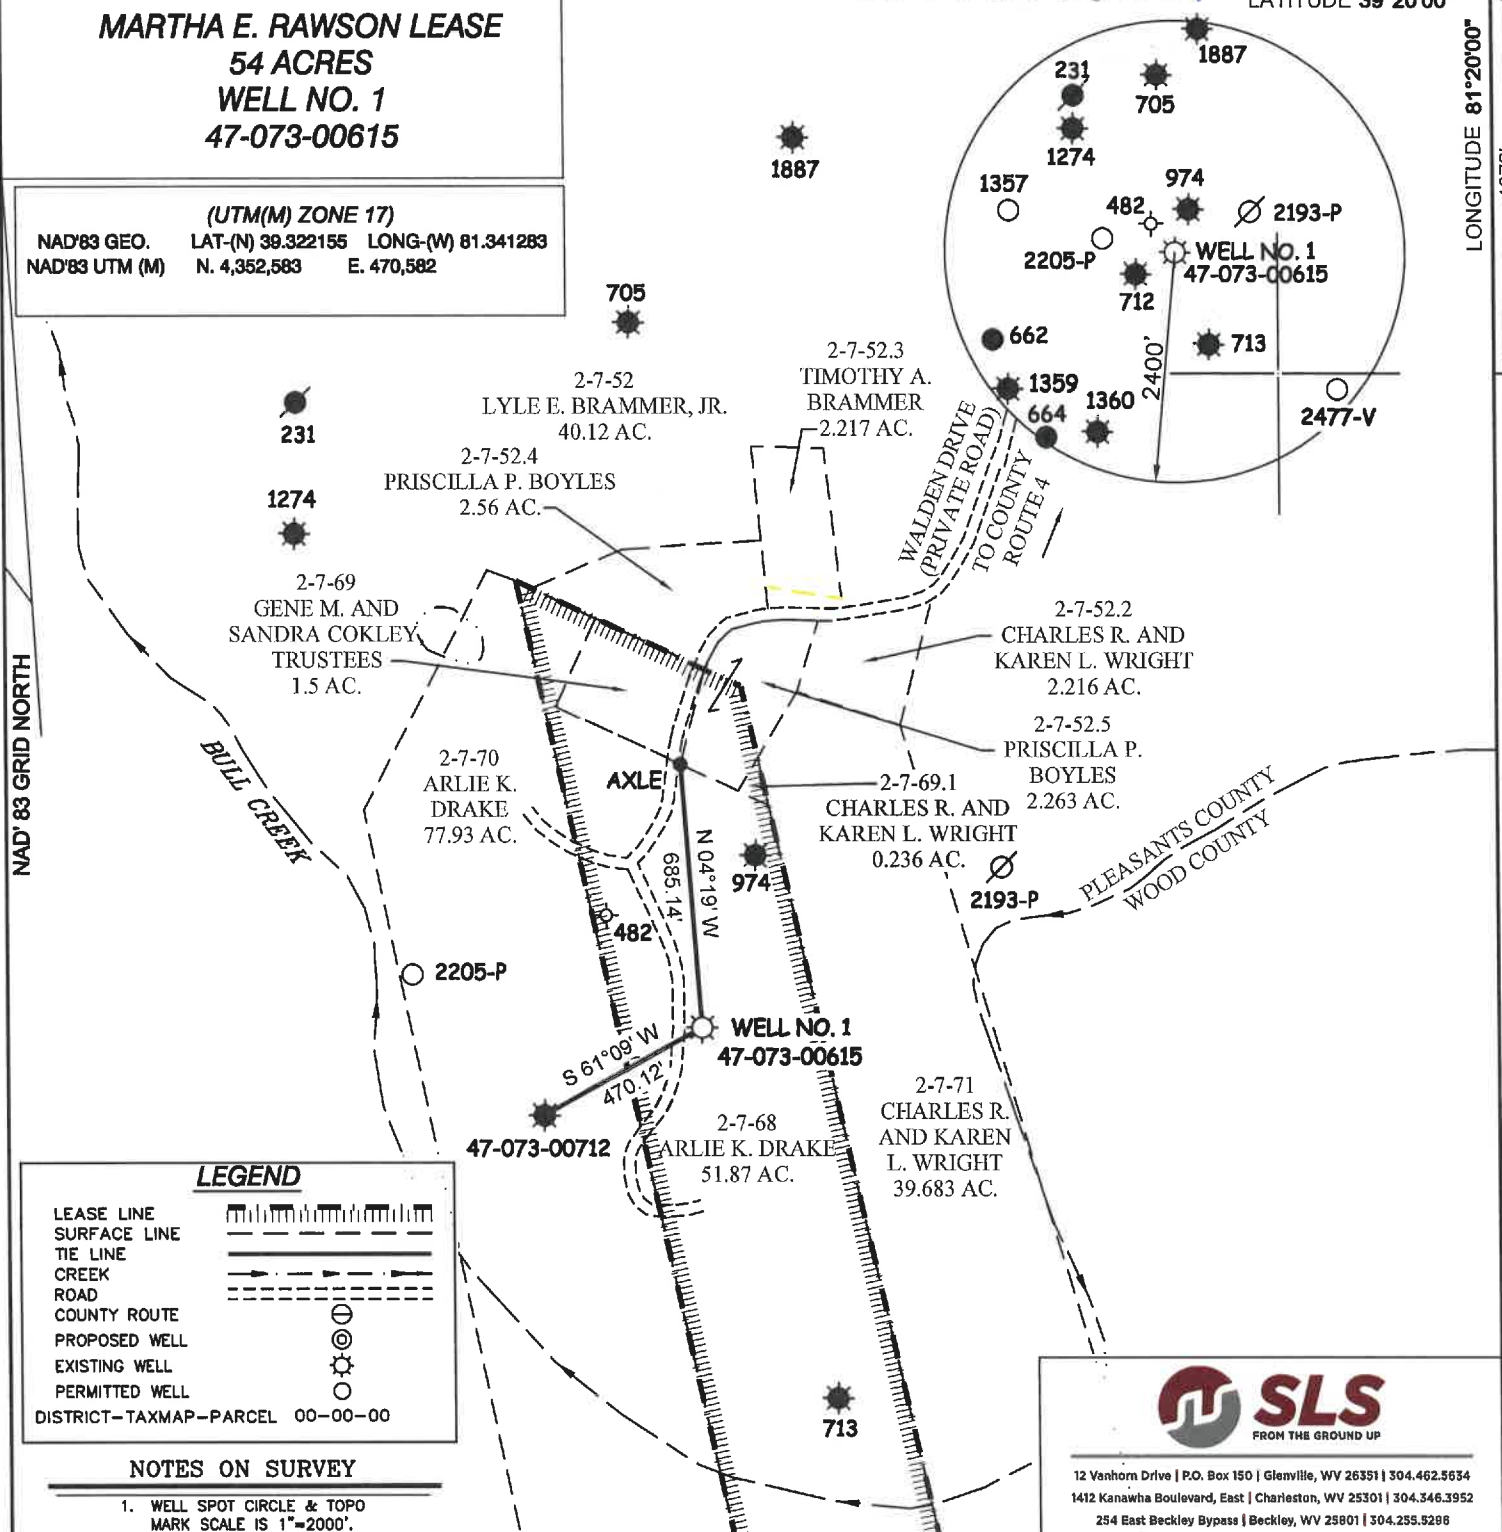 MARTHA E. RAWSON LEASE
54 ACRES
WELL NO. 1
47-073-00615
(UTM(M) ZONE 17)
NAD'83 GEO. LAT-(N) 39.322155 LONG-(W) 81.341283
NAD'83 UTM (M) N. 4,352,583 E. 470,582
LATITUDE 39°20'00"
LONGITUDE 81°20'00"
1887
231
705
1274
1357
974
482
2193-P
2205-P
WELL NO. 1
47-073-00615
712
662
713
2400'
1359
1360
664
2477-V
1887
705
231
1274
2-7-52
LYLE E. BRAMMER, JR.
40.12 AC.
2-7-52.3
TIMOTHY A.
BRAMMER
2.217 AC.
2-7-52.4
PRISCILLA P. BOYLES
2.56 AC.
WALDEN DRIVE
(PRIVATE ROAD)
TO COUNTY
ROUTE 4
2-7-69
GENE M. AND
SANDRA COKLEY
TRUSTEES
1.5 AC.
2-7-52.2
CHARLES R. AND
KAREN L. WRIGHT
2.216 AC.
2-7-52.5
PRISCILLA P.
BOYLES
2.263 AC.
NAD' 83 GRID NORTH
BULL CREEK
2-7-70
ARLIE K.
DRAKE
77.93 AC.
AXLE
2-7-69.1
CHARLES R. AND
KAREN L. WRIGHT
0.236 AC.
PLEASANTS COUNTY
WOOD COUNTY
N 04°19' W
685.14'
974
2193-P
482
2205-P
WELL NO. 1
47-073-00615
S 61°09' W
470.12'
47-073-00712
2-7-68
ARLIE K. DRAKE
51.87 AC.
2-7-71
CHARLES R.
AND KAREN
L. WRIGHT
39.683 AC.
713
LEGEND
LEASE LINE
SURFACE LINE
TIE LINE
CREEK
ROAD
COUNTY ROUTE
PROPOSED WELL
EXISTING WELL
PERMITTED WELL
DISTRICT-TAXMAP-PARCEL 00-00-00
NOTES ON SURVEY
1. WELL SPOT CIRCLE & TOPO
MARK SCALE IS 1"=2000'.
SLS
FROM THE GROUND UP
12 Vanhorn Drive | P.O. Box 150 | Glenville, WV 26351 | 304.462.5634
1412 Kanawha Boulevard, East | Charleston, WV 25301 | 304.346.3952
254 East Beckley Bypass | Beckley, WV 25801 | 304.255.5296